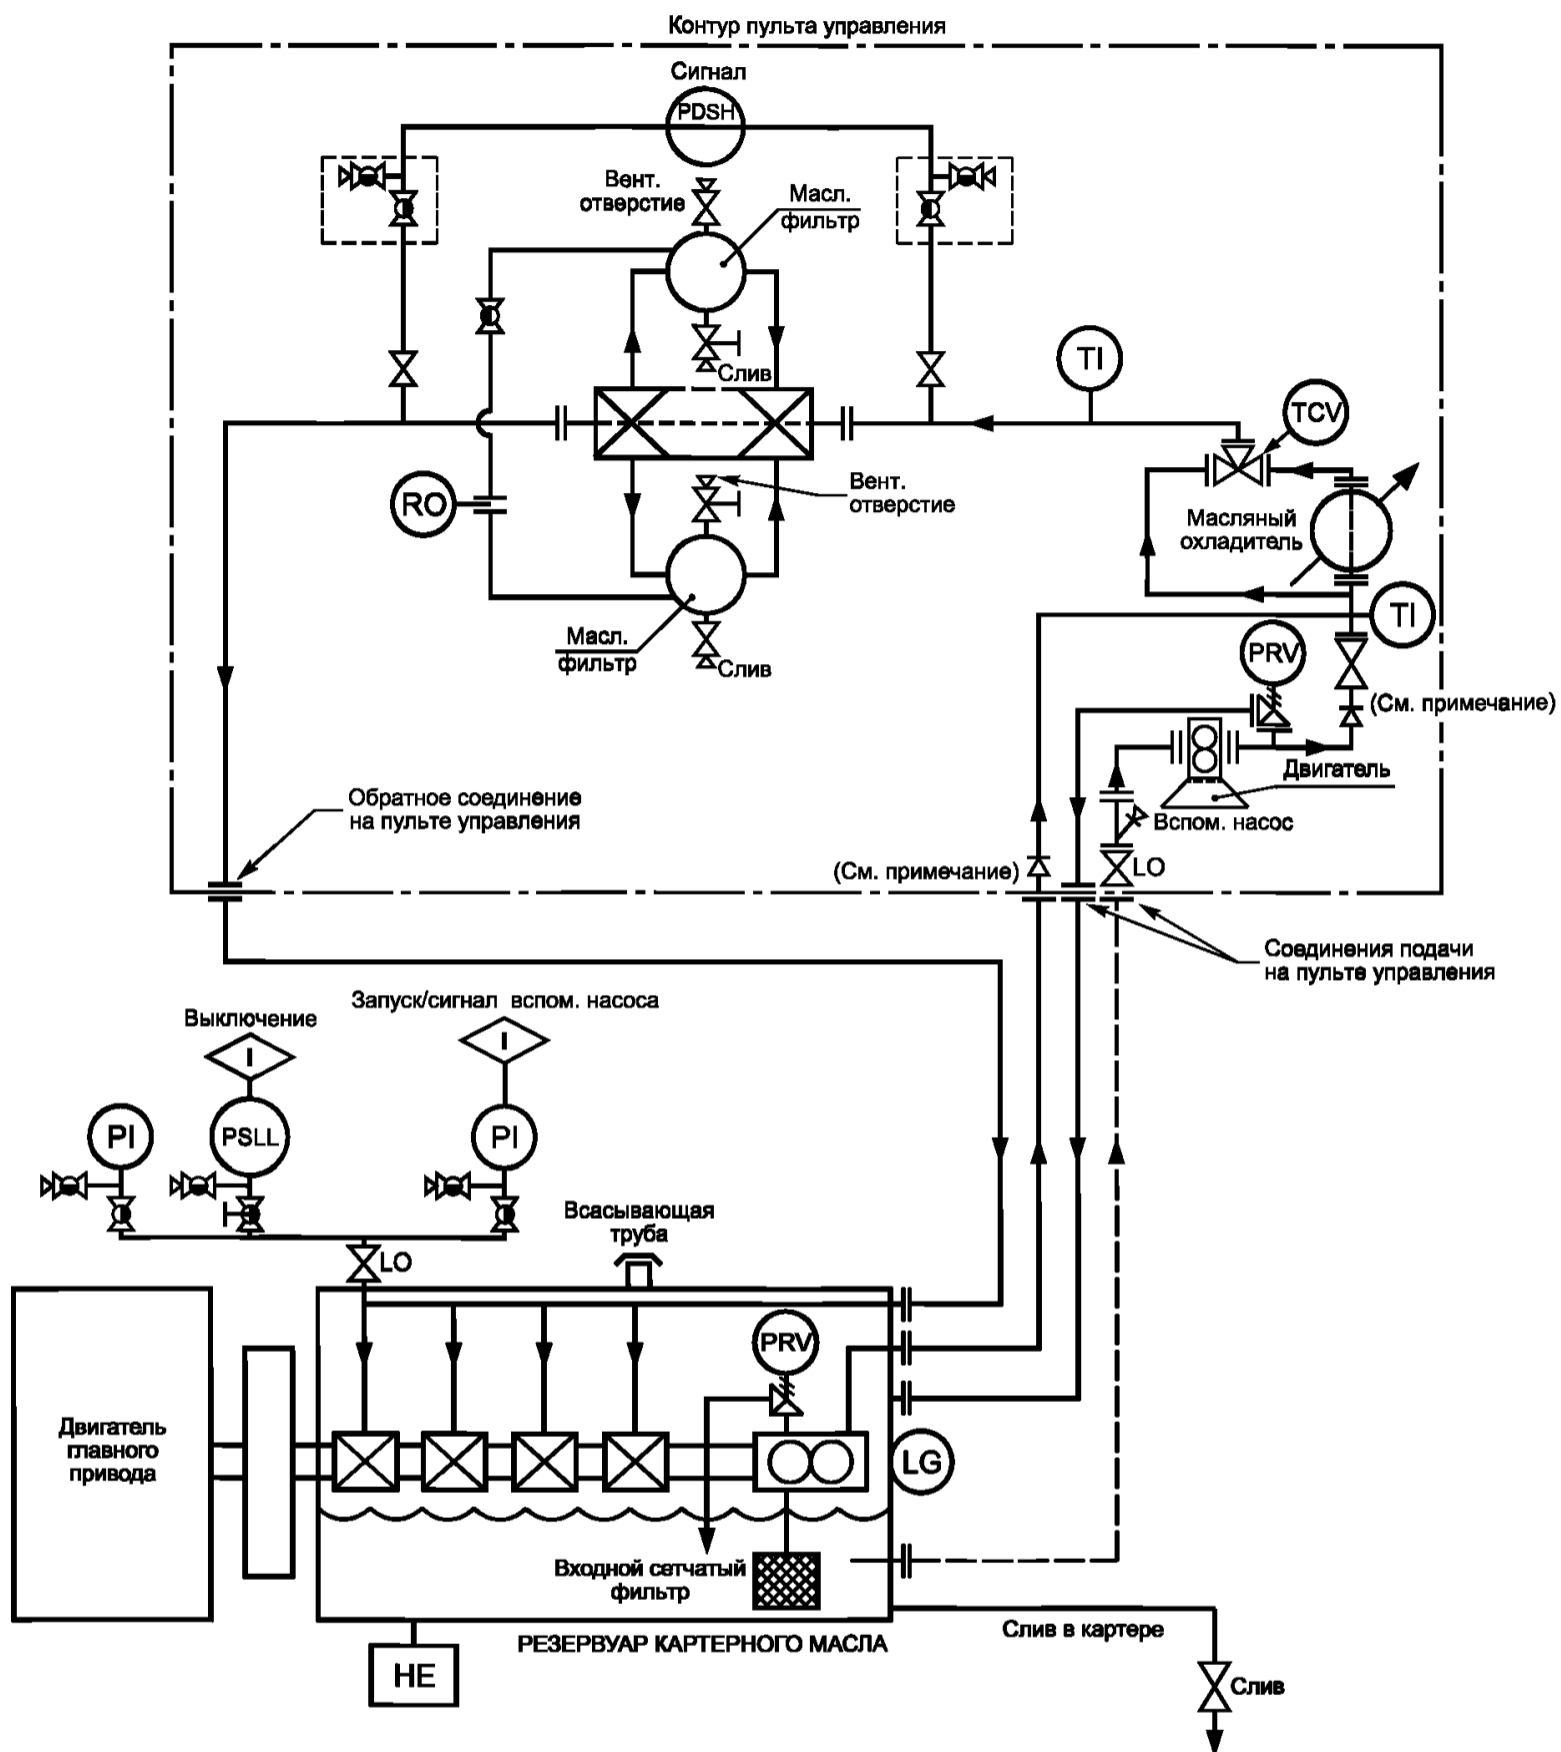 Контур пульта управления
Сигнал
PDSH
Вент.
отверстие
Масл.
фильтр
Слив
TI
TCV
RO
Вент.
отверстие
Масляный
охладитель
TI
Масл.
фильтр
Слив
PRV
(См. примечание)
Двигатель
Вспом. насос
Обратное соединение
на пульте управления
(См. примечание)
LO
Соединения подачи
на пульте управления
Запуск/сигнал вспом. насоса
Выключение
I
I
PI
PSLL
PI
Всасывающая
труба
LO
PRV
Двигатель
главного
привода
LG
Входной сетчатый
фильтр
РЕЗЕРВУАР КАРТЕРНОГО МАСЛА
Слив в картере
HE
Слив